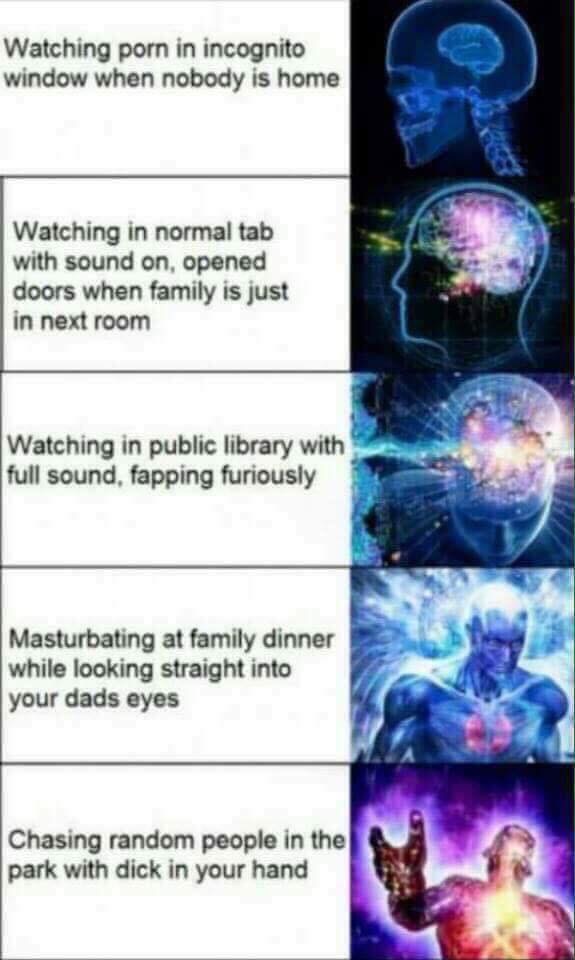 Watching porn in incognito
window when nobody is home
Watching in normal tab
with sound on, opened
doors when family is just
in next room
Watching in public library with
full sound, fapping furiously
Masturbating at family dinner
while looking straight into
your dads eyes
Chasing random people in the
park with dick in your hand